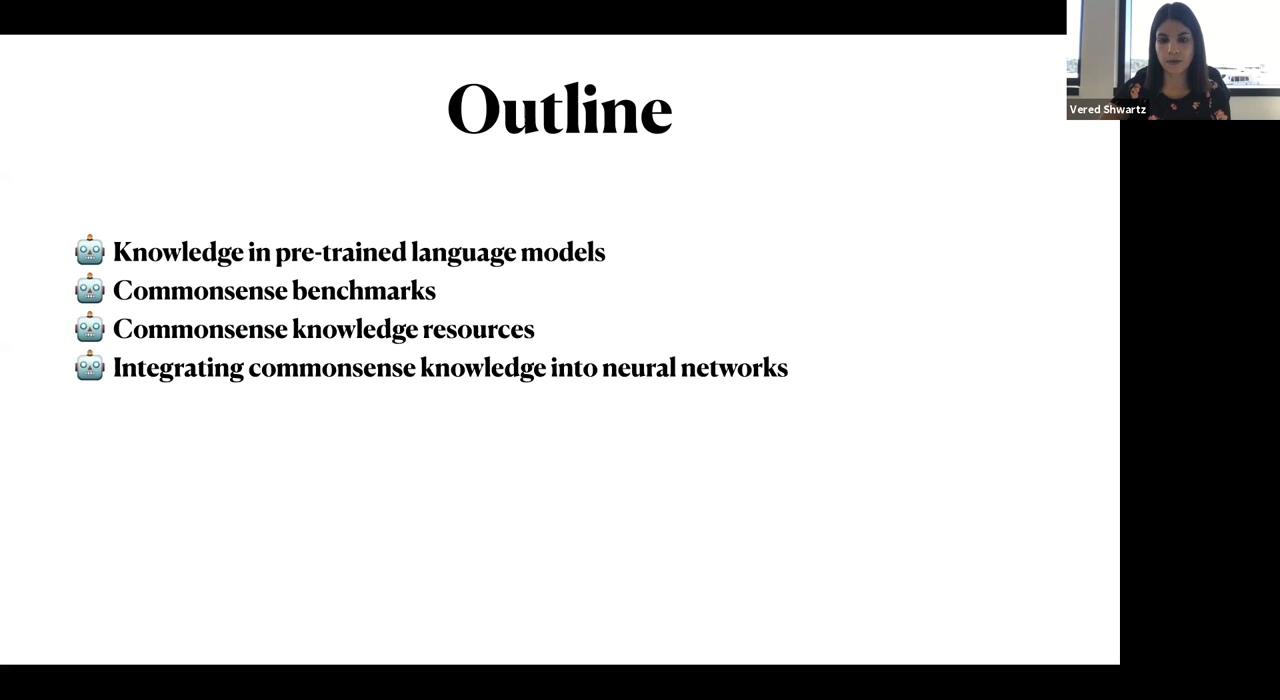 Outline
Knowledge in pre-trained language models
Commonsense benchmarks
Commonsense knowledge resources
Integrating commonsense knowledge into neural networks
Vered Shwartz